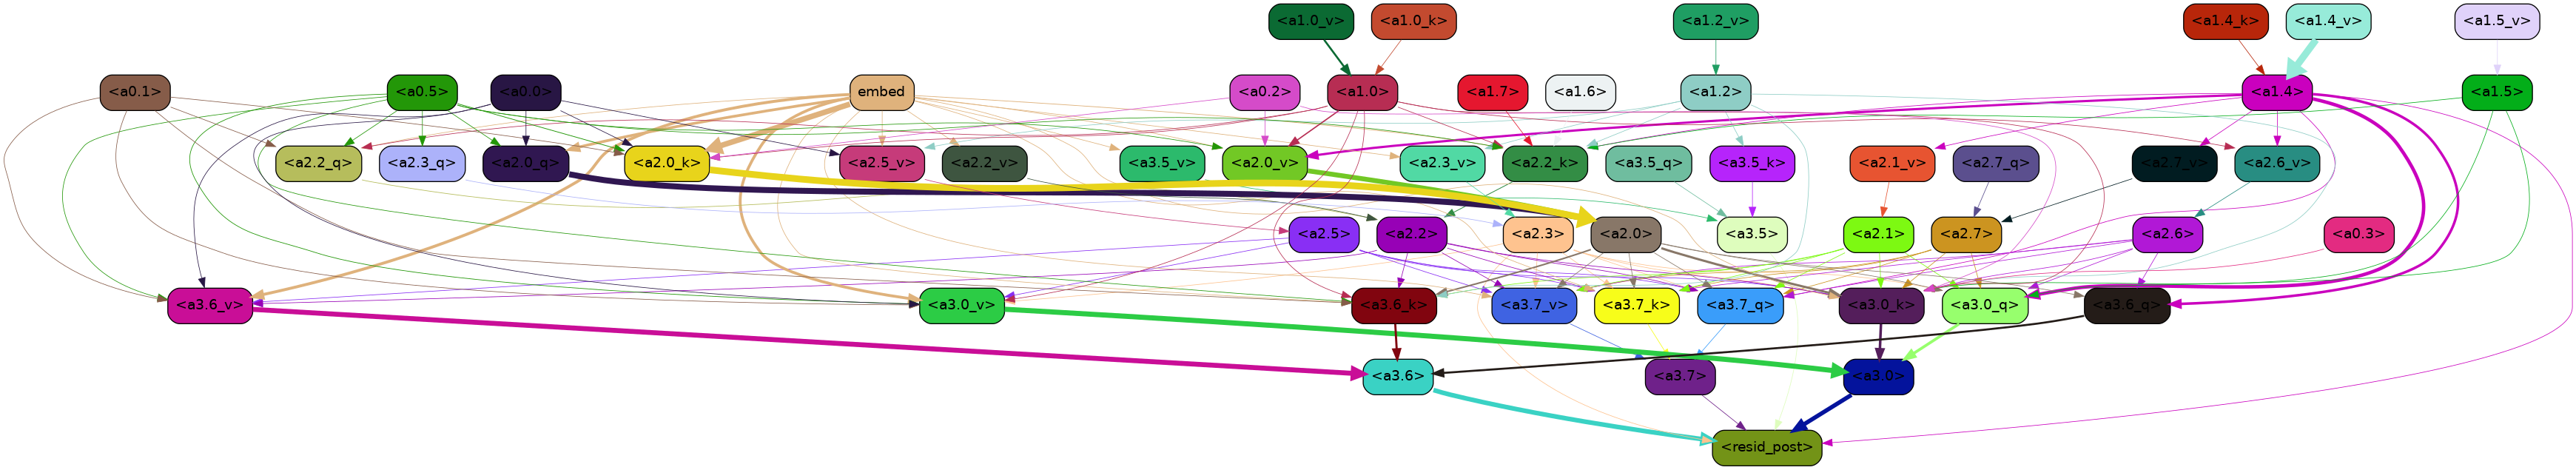 <a1.0_v> <a1.0_k> <a1.2_v> <a1.4_k> <a1.4_v> <a1.5_v>
<a0.1> <a0.5> <a0.0> embed <a0.2> <a1.0> <a1.7> <a1.6> <a1.2> <a1.4> <a1.5>
<a2.2_q> <a2.3_q> <a2.0_q> <a2.0_k> <a2.5_v> <a2.2_v> <a3.5_v> <a2.0_v> <a2.3_v> <a2.2_k> <a3.5_q> <a3.5_k> <a2.1_v> <a2.7_q> <a2.7_v> <a2.6_v>
<a2.5> <a2.2> <a2.3> <a2.0> <a3.5> <a2.1> <a2.7> <a2.6> <a0.3>
<a3.6_v> <a3.0_v> <a3.6_k> <a3.7_v> <a3.7_k> <a3.7_q> <a3.0_k> <a3.0_q> <a3.6_q>
<a3.6> <a3.7> <a3.0>
<resid_post>